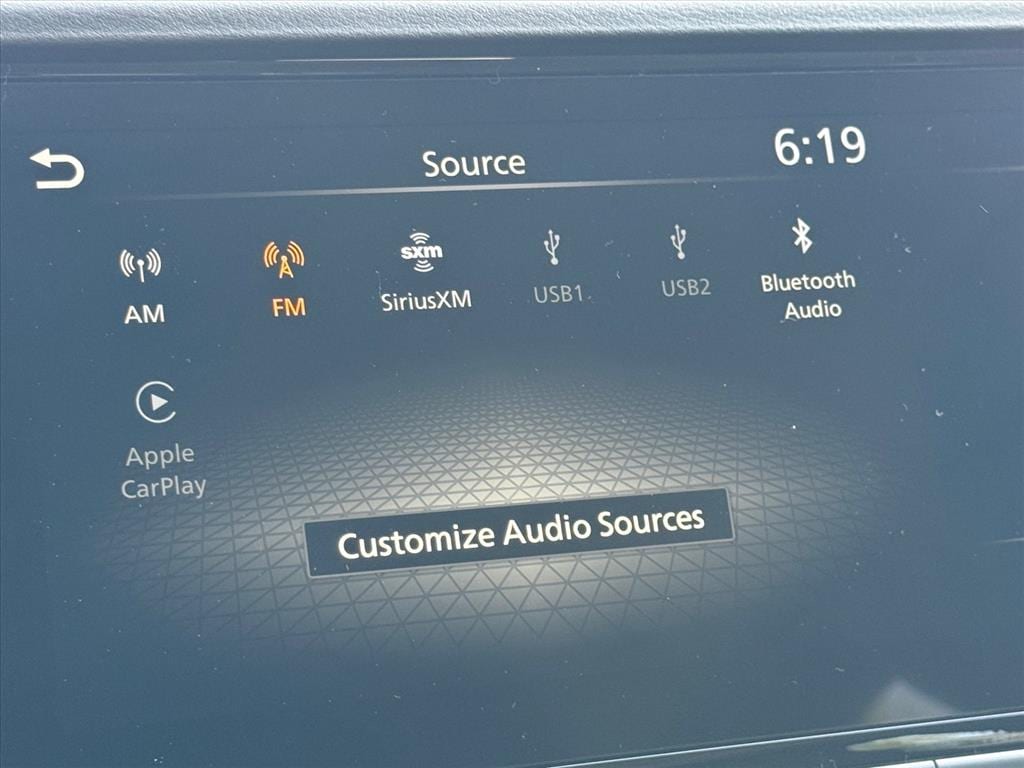 Source
6:19
sxm
AM
FM
SiriusXM
USB1
USB2
Bluetooth
Audio
Apple
CarPlay
Customize Audio Sources